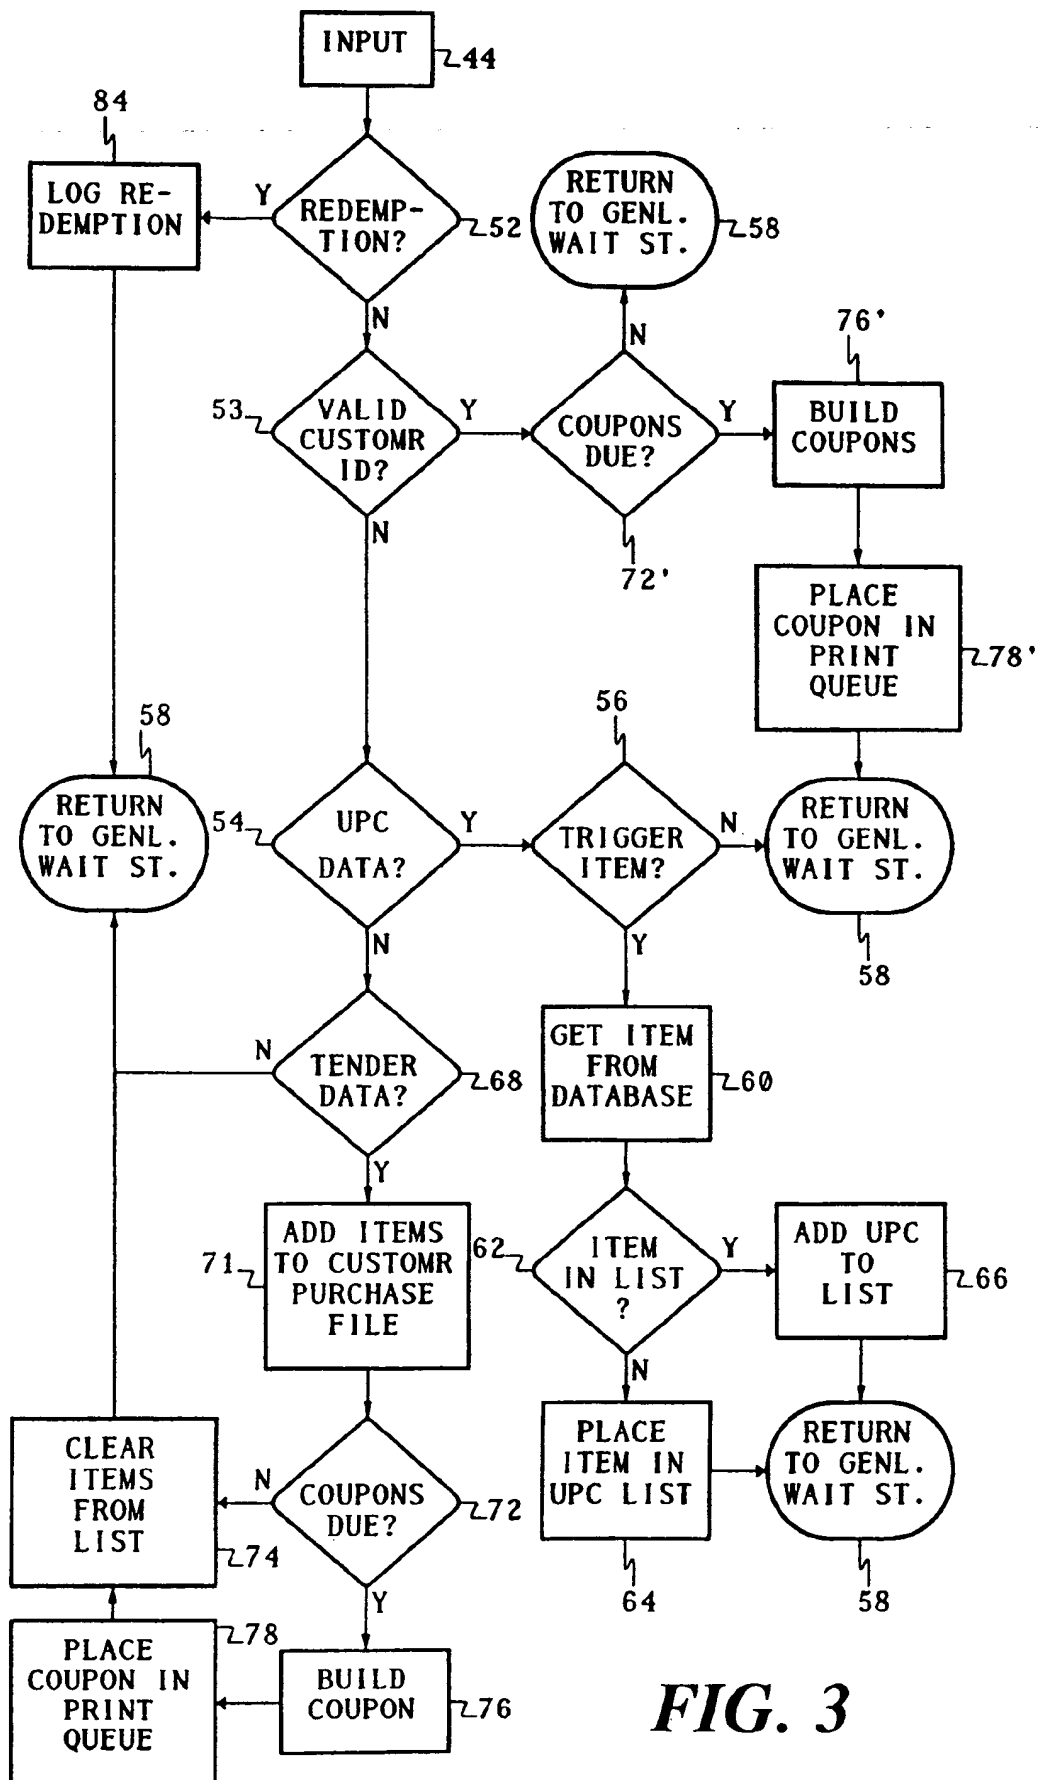 INPUT
44
84
LOG RE-
DEMPTION
Y
REDEMP-
TION?
52
N
RETURN
TO GENL.
WAIT ST.
58
N
76'
53
VALID
CUSTOMR
ID?
Y
COUPONS
DUE?
Y
BUILD
COUPONS
N
72'
PLACE
COUPON IN
PRINT
QUEUE
78'
58
RETURN
TO GENL.
WAIT ST.
54
UPC
DATA?
Y
56
TRIGGER
ITEM?
N
RETURN
TO GENL.
WAIT ST.
58
N
Y
N
TENDER
DATA?
68
GET ITEM
FROM
DATABASE
60
Y
71
ADD ITEMS
TO CUSTOMR
PURCHASE
FILE
62
ITEM
IN LIST
?
Y
ADD UPC
TO
LIST
66
N
CLEAR
ITEMS
FROM
LIST
74
N
COUPONS
DUE?
72
PLACE
ITEM IN
UPC LIST
64
RETURN
TO GENL.
WAIT ST.
58
Y
78
PLACE
COUPON IN
PRINT
QUEUE
BUILD
COUPON
76
FIG. 3